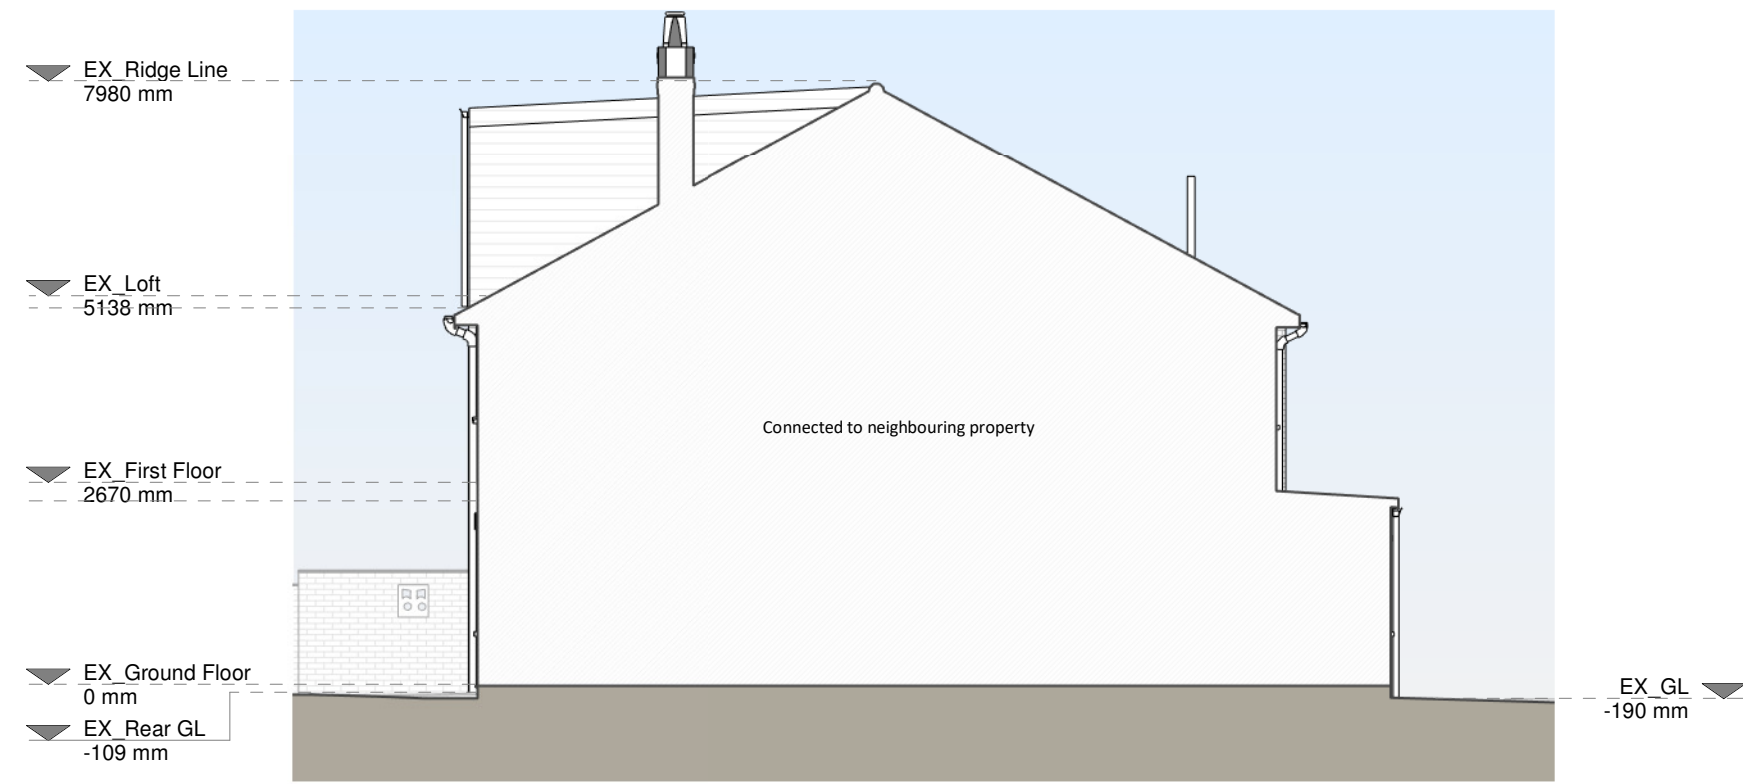 EX_Ridge Line
7980 mm
EX_Loft
5138 mm
Connected to neighbouring property
EX_First Floor
2670 mm
EX_Ground Floor
0 mm
EX_Rear GL
-109 mm
EX_GL
-190 mm